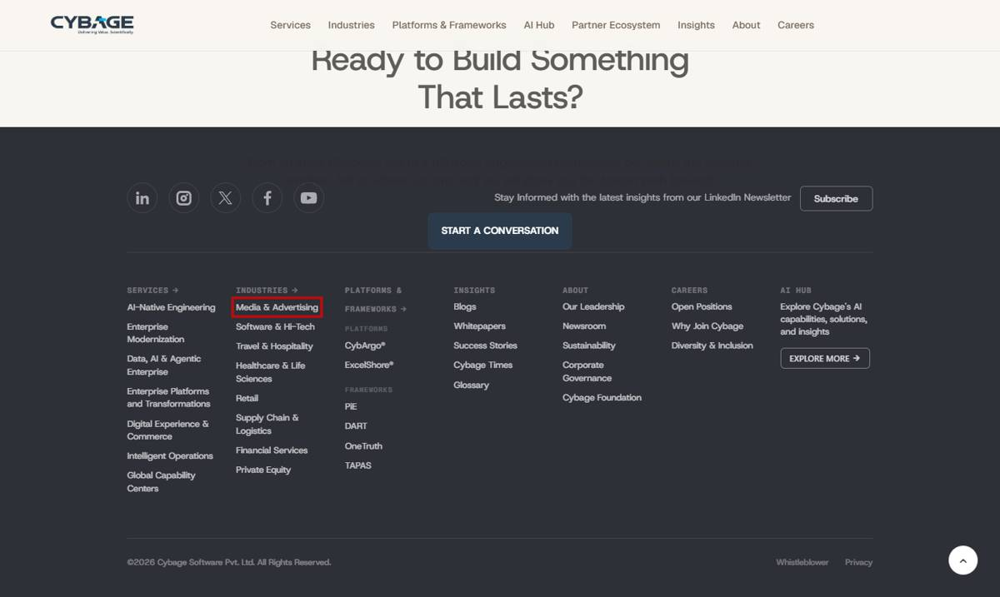 CYBAGE
Delivering Value. Scientifically.
Services
Industries
Platforms & Frameworks
AI Hub
Partner Ecosystem
Insights
About
Careers
Ready to Build Something
That Lasts?
Stay Informed with the latest insights from our LinkedIn Newsletter
Subscribe
START A CONVERSATION
SERVICES →
AI-Native Engineering
Enterprise
Modernization
Data, AI & Agentic
Enterprise
Enterprise Platforms
and Transformations
Digital Experience &
Commerce
Intelligent Operations
Global Capability
Centers
INDUSTRIES →
Media & Advertising
Software & Hi-Tech
Travel & Hospitality
Healthcare & Life
Sciences
Retail
Supply Chain &
Logistics
Financial Services
Private Equity
PLATFORMS &
FRAMEWORKS →
PLATFORMS
CybArgo®
ExcelShore®
FRAMEWORKS
PiE
DART
OneTruth
TAPAS
INSIGHTS
Blogs
Whitepapers
Success Stories
Cybage Times
Glossary
ABOUT
Our Leadership
Newsroom
Sustainability
Corporate
Governance
Cybage Foundation
CAREERS
Open Positions
Why Join Cybage
Diversity & Inclusion
AI HUB
Explore Cybage's AI
capabilities, solutions,
and insights
EXPLORE MORE →
©2026 Cybage Software Pvt. Ltd. All Rights Reserved.
Whistleblower
Privacy